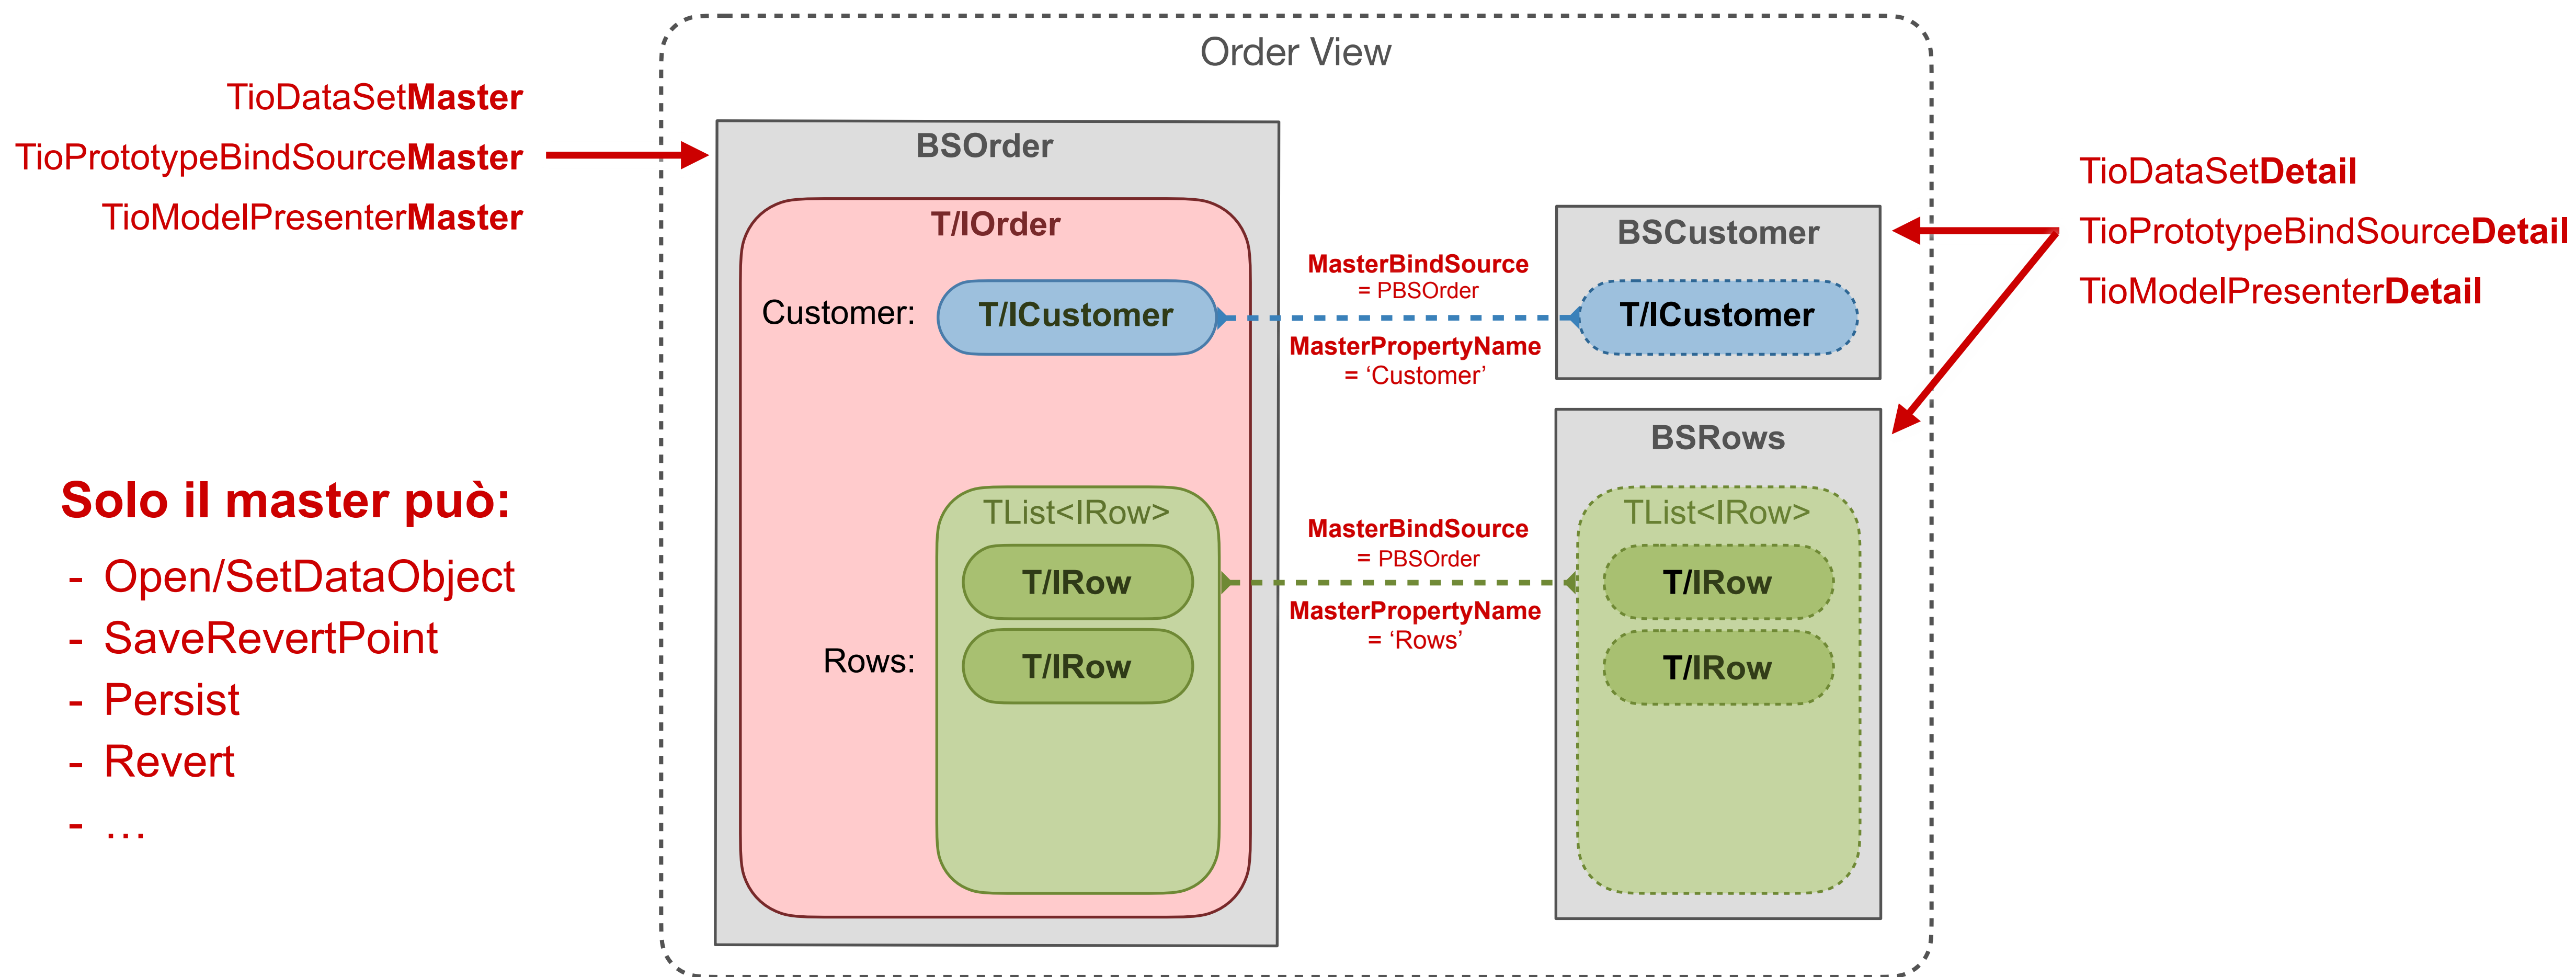 Order View
TioDataSetMaster
TioPrototypeBindSourceMaster
TioModelPresenterMaster
Solo il master può:
- Open/SetDataObject
- SaveRevertPoint
- Persist
- Revert
- …
BSOrder
T/IOrder
Customer:
T/ICustomer
Rows:
TList<IRow>
T/IRow
T/IRow
MasterBindSource
= PBSOrder
MasterPropertyName
= ‘Customer’
MasterBindSource
= PBSOrder
MasterPropertyName
= ‘Rows’
BSCustomer
T/ICustomer
BSRows
TList<IRow>
T/IRow
T/IRow
TioDataSetDetail
TioPrototypeBindSourceDetail
TioModelPresenterDetail